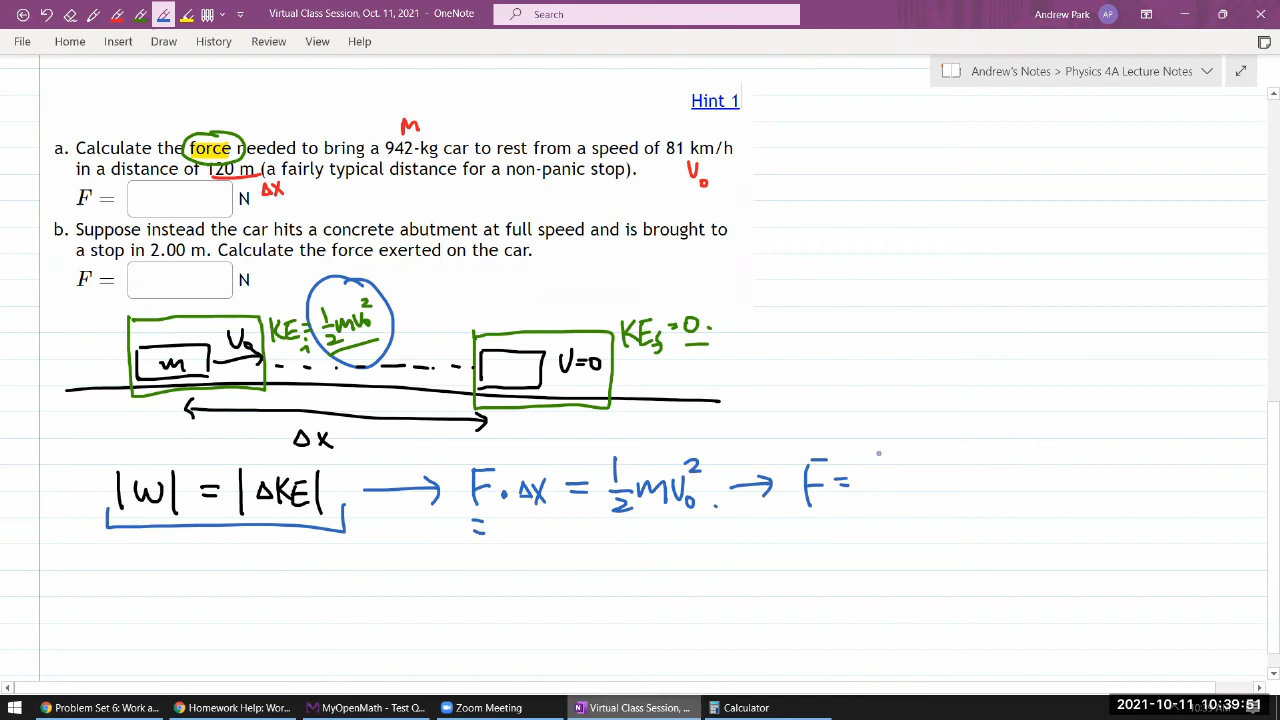 Virtual Class Session, Oct. 11, 2021 - OneNote
Search
Andrew Park
AP
File Home Insert Draw History Review View Help
Andrew's Notes > Physics 4A Lecture Notes
Hint 1
M
a. Calculate the force needed to bring a 942-kg car to rest from a speed of 81 km/h
in a distance of 120 m (a fairly typical distance for a non-panic stop).
V₀
Δx
F = N
b. Suppose instead the car hits a concrete abutment at full speed and is brought to
a stop in 2.00 m. Calculate the force exerted on the car.
F = N
m V₀ KEᵢ = ½mv₀² V=0 KE_f = 0.
Δx
|W| = |ΔKE| → F · Δx = ½mv₀². → F =
Problem Set 6: Work a... Homework Help: Wor... MyOpenMath - Test Q... Zoom Meeting Virtual Class Session, ... Calculator
2021-10-11 10:39:51